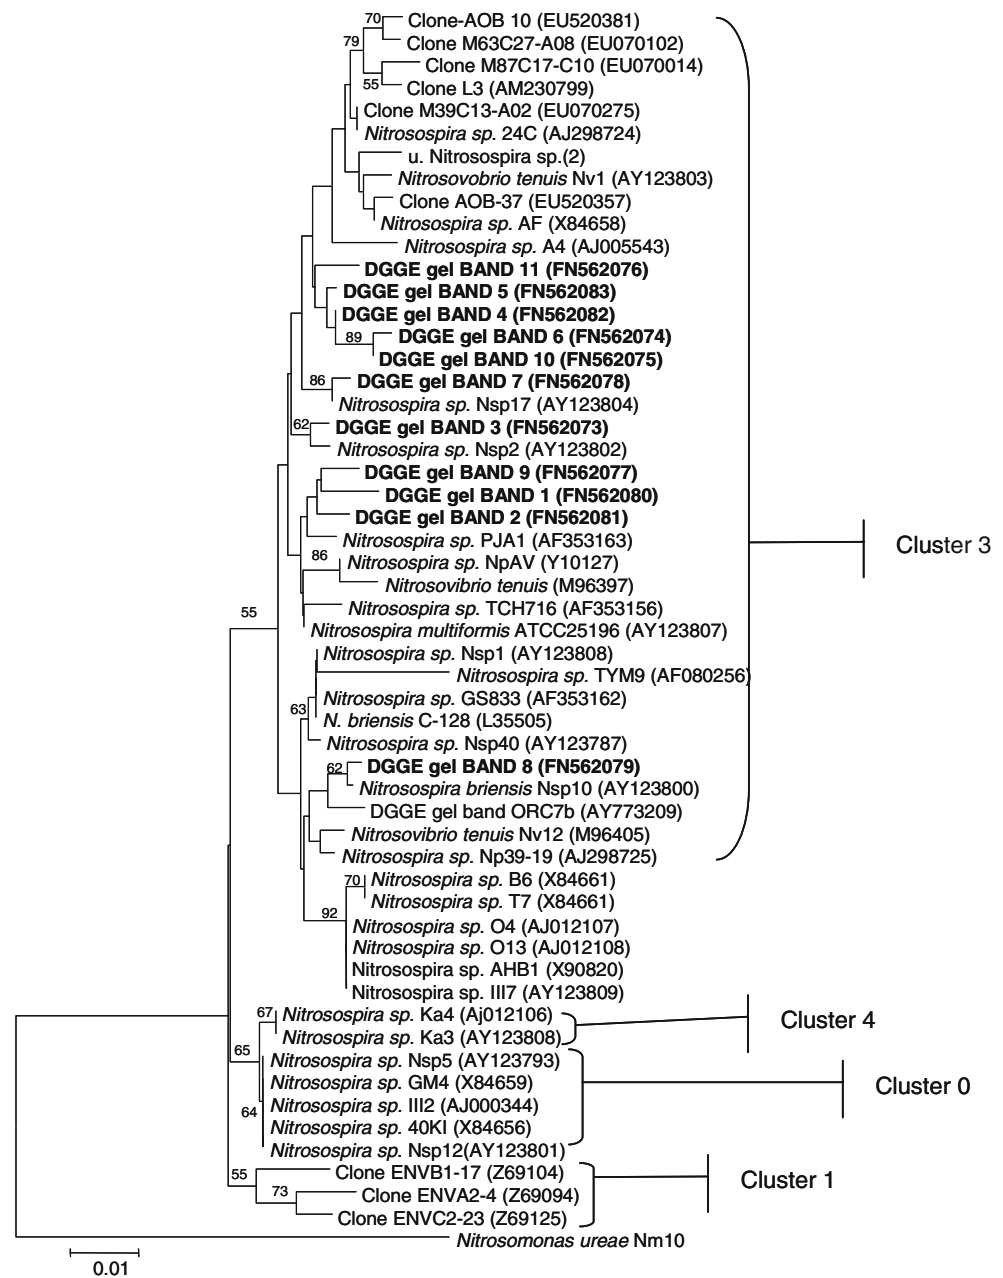 70
Clone-AOB 10 (EU520381)
79
Clone M63C27-A08 (EU070102)
Clone M87C17-C10 (EU070014)
55
Clone L3 (AM230799)
Clone M39C13-A02 (EU070275)
Nitrosospira sp. 24C (AJ298724)
u. Nitrosospira sp.(2)
Nitrosovobrio tenuis Nv1 (AY123803)
Clone AOB-37 (EU520357)
Nitrosospira sp. AF (X84658)
Nitrosospira sp. A4 (AJ005543)
DGGE gel BAND 11 (FN562076)
DGGE gel BAND 5 (FN562083)
DGGE gel BAND 4 (FN562082)
89
DGGE gel BAND 6 (FN562074)
DGGE gel BAND 10 (FN562075)
86
DGGE gel BAND 7 (FN562078)
Nitrosospira sp. Nsp17 (AY123804)
62
DGGE gel BAND 3 (FN562073)
Nitrosospira sp. Nsp2 (AY123802)
DGGE gel BAND 9 (FN562077)
DGGE gel BAND 1 (FN562080)
DGGE gel BAND 2 (FN562081)
Nitrosospira sp. PJA1 (AF353163)
Cluster 3
86
Nitrosospira sp. NpAV (Y10127)
Nitrosovibrio tenuis (M96397)
Nitrosospira sp. TCH716 (AF353156)
55
Nitrosospira multiformis ATCC25196 (AY123807)
Nitrosospira sp. Nsp1 (AY123808)
Nitrosospira sp. TYM9 (AF080256)
Nitrosospira sp. GS833 (AF353162)
63
N. briensis C-128 (L35505)
Nitrosospira sp. Nsp40 (AY123787)
62
DGGE gel BAND 8 (FN562079)
Nitrosospira briensis Nsp10 (AY123800)
DGGE gel band ORC7b (AY773209)
Nitrosovibrio tenuis Nv12 (M96405)
Nitrosospira sp. Np39-19 (AJ298725)
70
Nitrosospira sp. B6 (X84661)
Nitrosospira sp. T7 (X84661)
92
Nitrosospira sp. O4 (AJ012107)
Nitrosospira sp. O13 (AJ012108)
Nitrosospira sp. AHB1 (X90820)
Nitrosospira sp. III7 (AY123809)
67
Nitrosospira sp. Ka4 (Aj012106)
Cluster 4
Nitrosospira sp. Ka3 (AY123808)
65
Nitrosospira sp. Nsp5 (AY123793)
Nitrosospira sp. GM4 (X84659)
Cluster 0
64
Nitrosospira sp. III2 (AJ000344)
Nitrosospira sp. 40KI (X84656)
Nitrosospira sp. Nsp12(AY123801)
55
Clone ENVB1-17 (Z69104)
Cluster 1
73
Clone ENVA2-4 (Z69094)
Clone ENVC2-23 (Z69125)
Nitrosomonas ureae Nm10
0.01